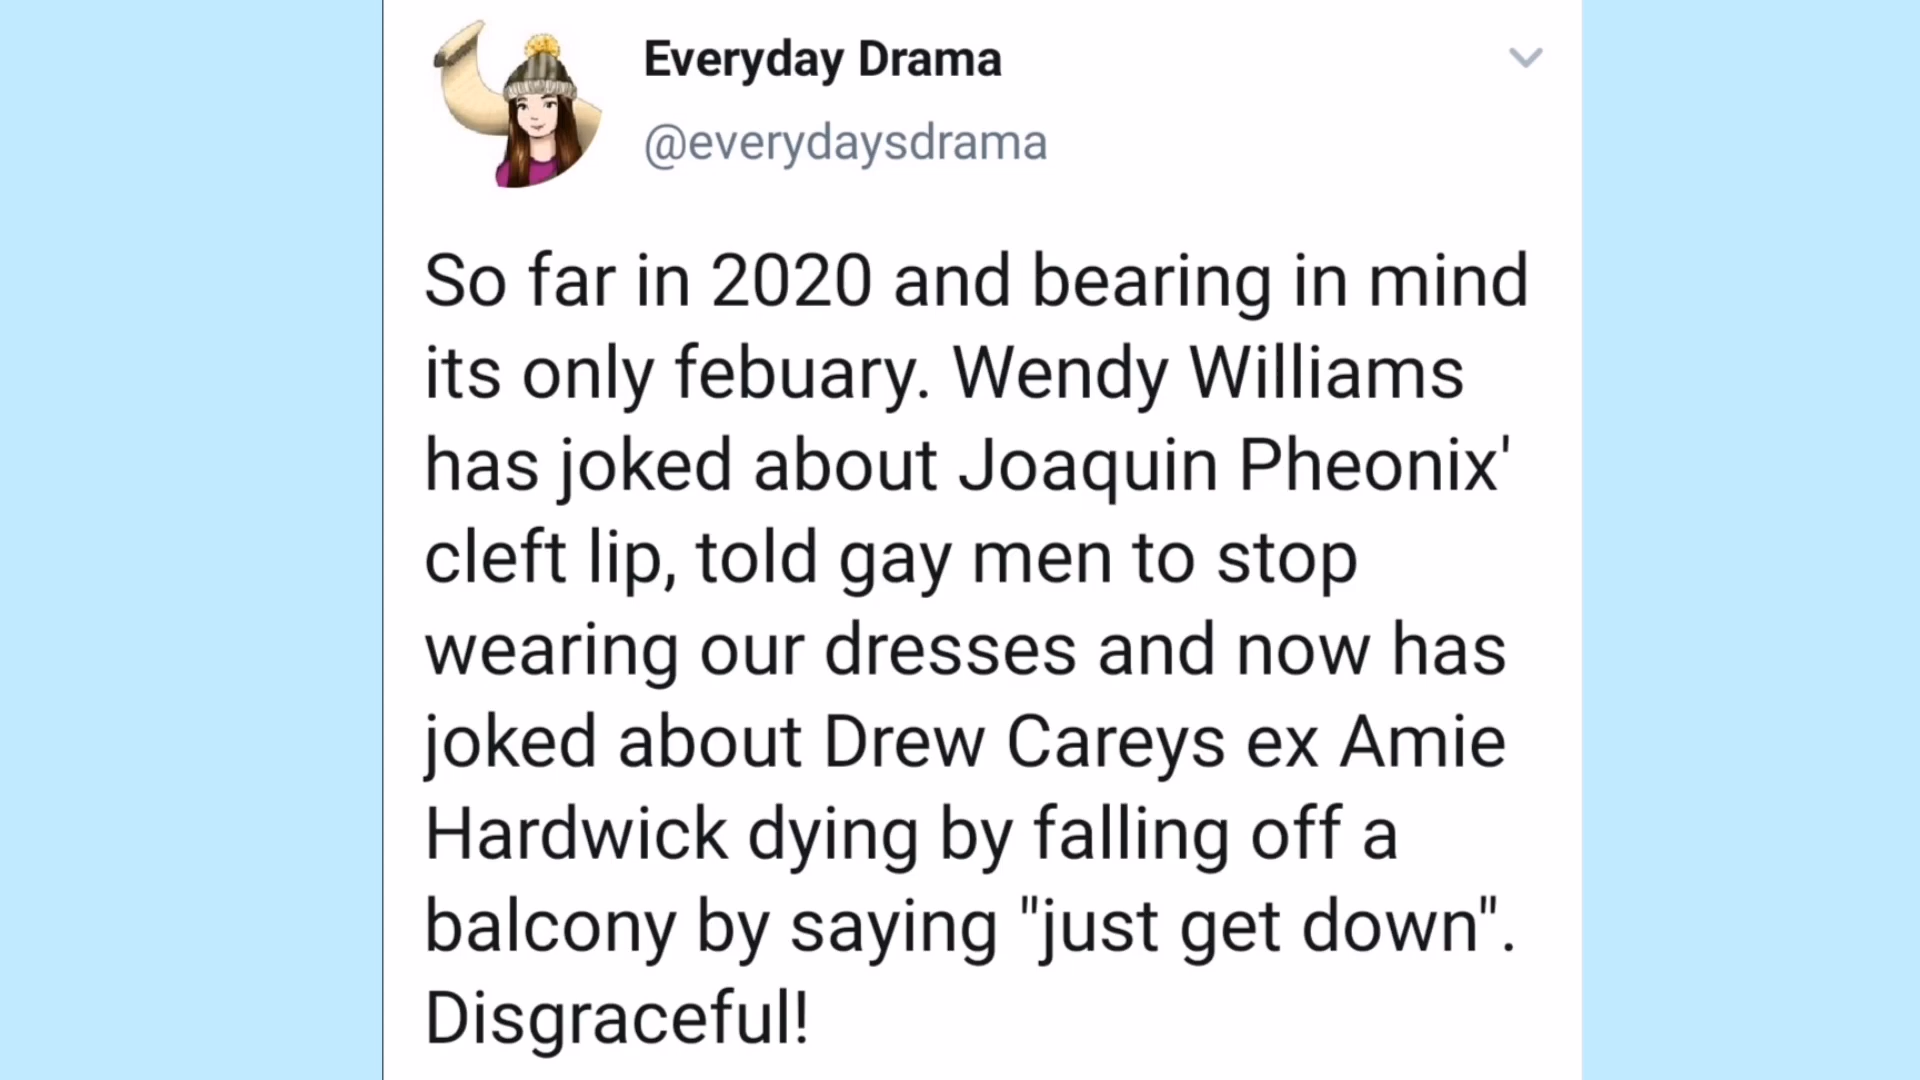 Everyday Drama
@everydaysdrama
So far in 2020 and bearing in mind
its only febuary. Wendy Williams
has joked about Joaquin Pheonix'
cleft lip, told gay men to stop
wearing our dresses and now has
joked about Drew Careys ex Amie
Hardwick dying by falling off a
balcony by saying "just get down".
Disgraceful!